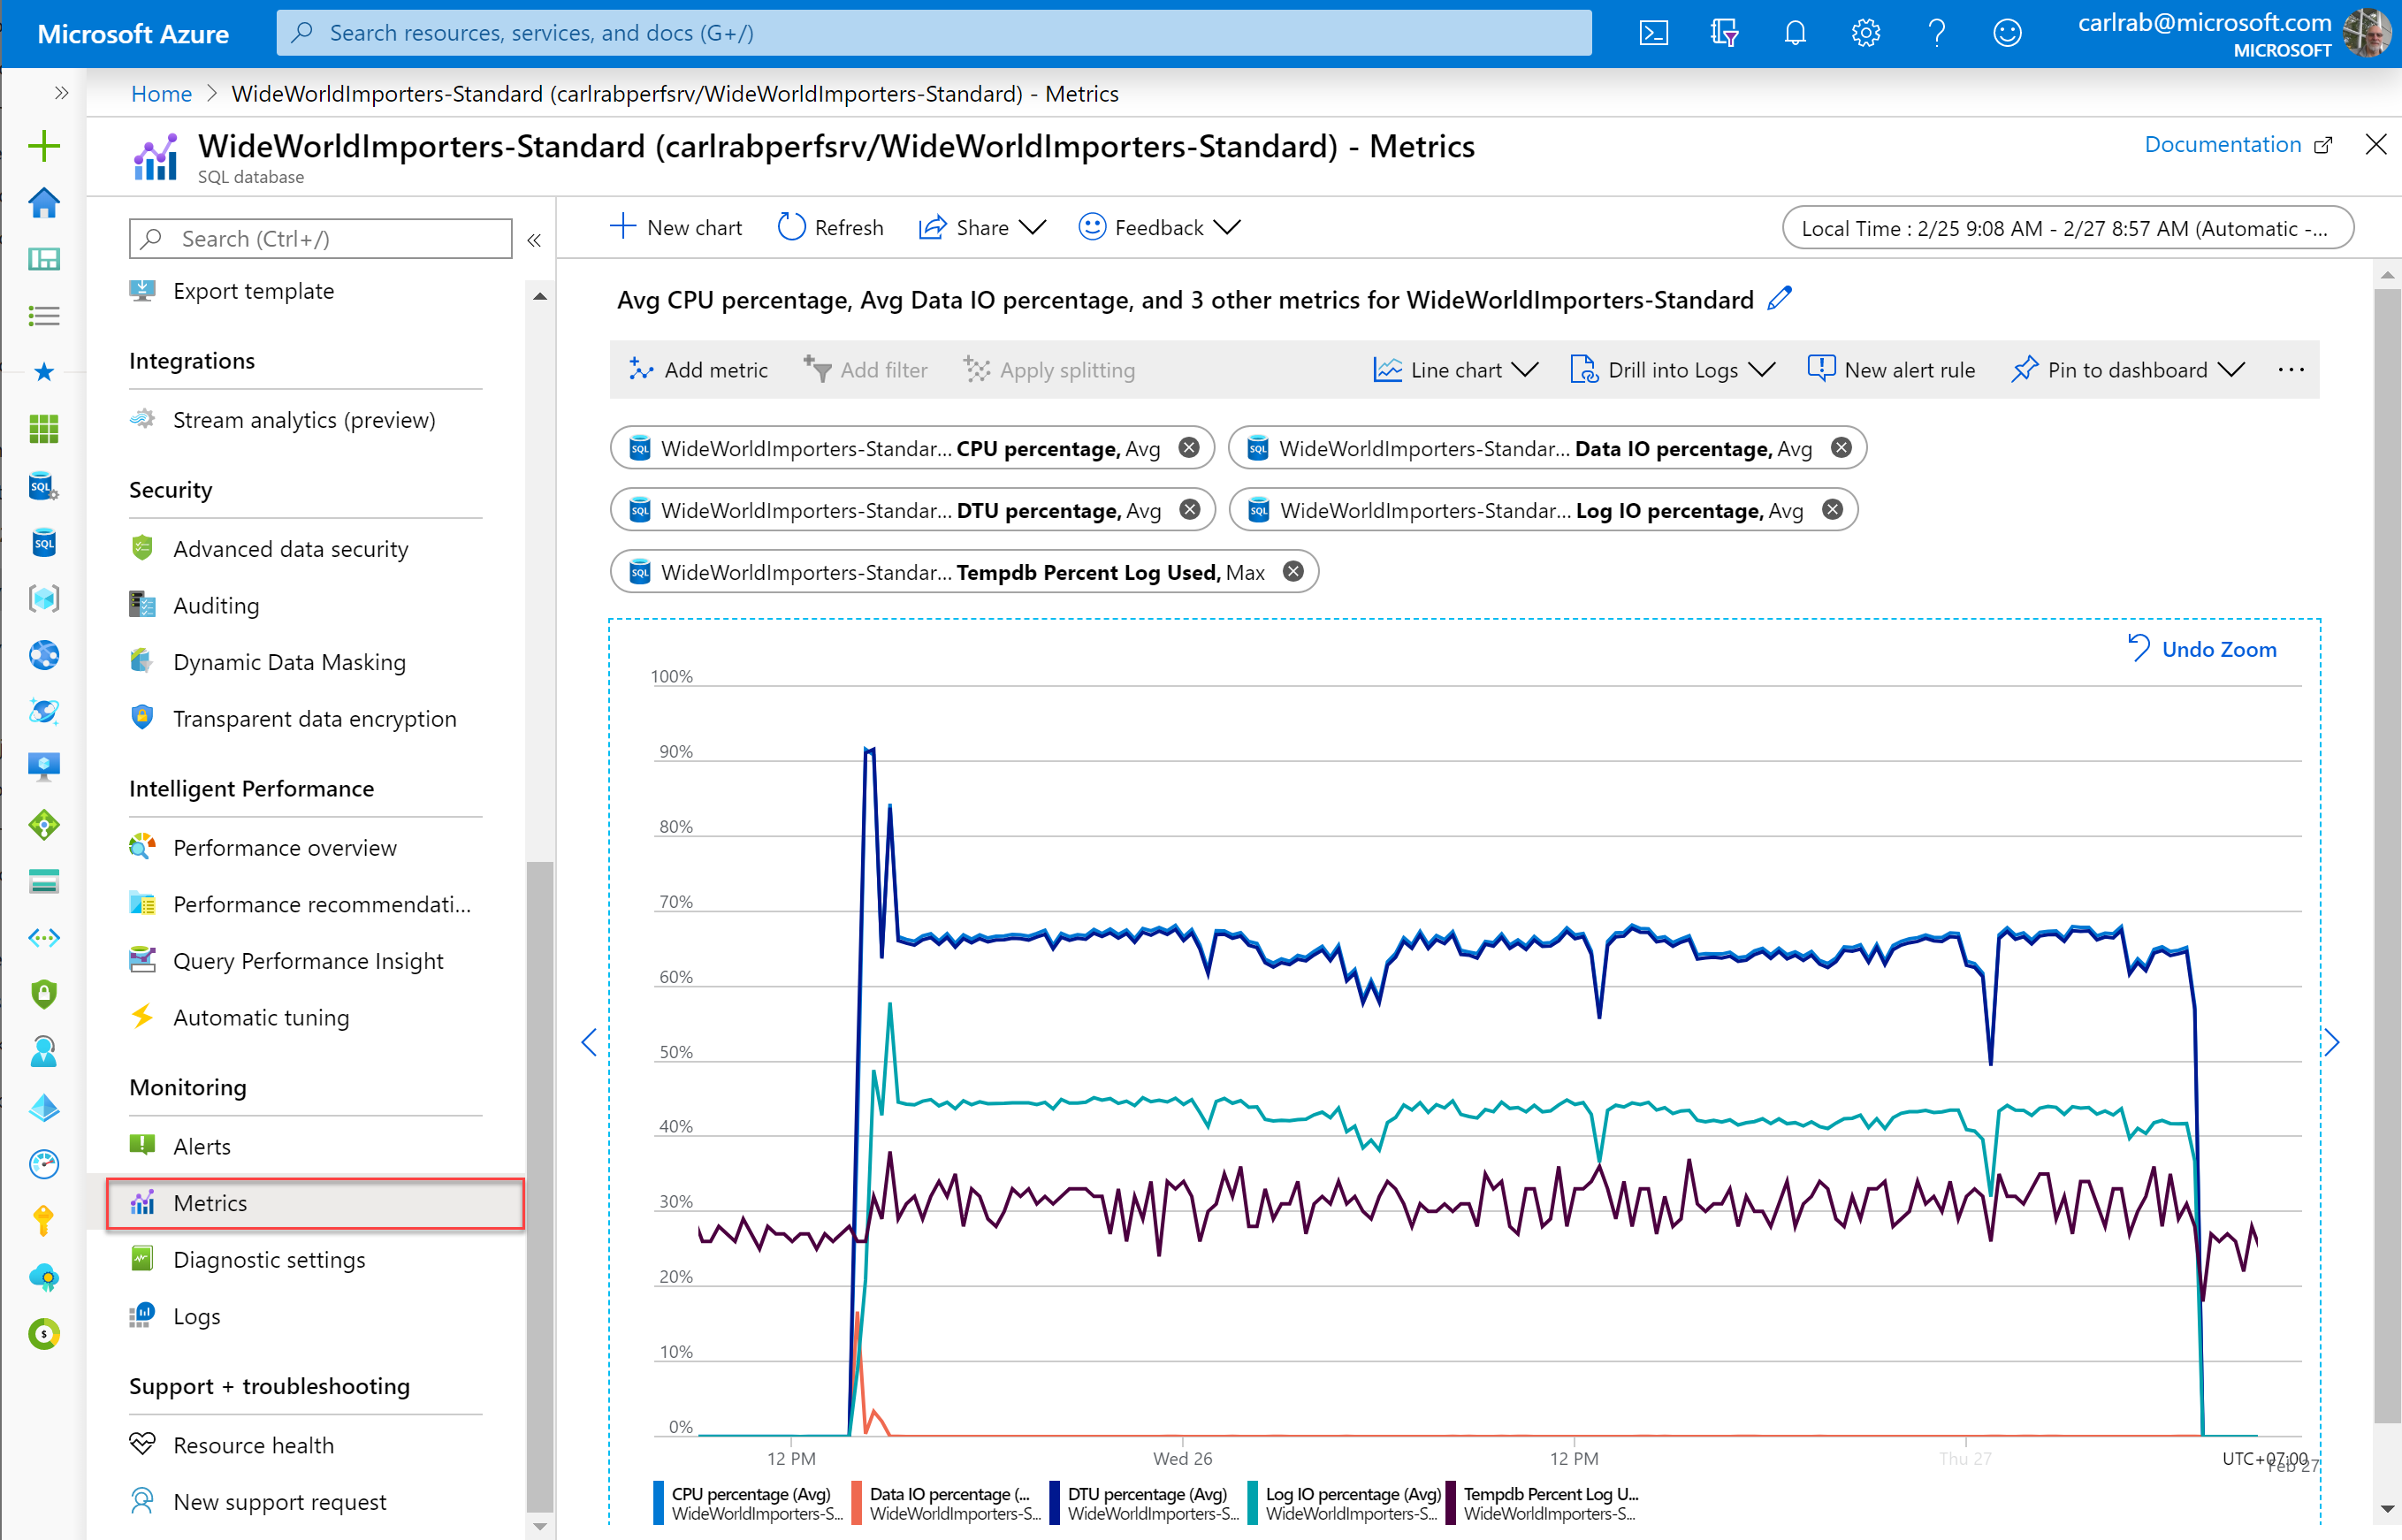 Microsoft Azure
Search resources, services, and docs (G+/)
carlrab@microsoft.com
MICROSOFT
Home > WideWorldImporters-Standard (carlrabperfsrv/WideWorldImporters-Standard) - Metrics
WideWorldImporters-Standard (carlrabperfsrv/WideWorldImporters-Standard) - Metrics
SQL database
Documentation
Search (Ctrl+/)
Export template
Integrations
Stream analytics (preview)
Security
Advanced data security
Auditing
Dynamic Data Masking
Transparent data encryption
Intelligent Performance
Performance overview
Performance recommendati...
Query Performance Insight
Automatic tuning
Monitoring
Alerts
Metrics
Diagnostic settings
Logs
Support + troubleshooting
Resource health
New support request
New chart Refresh Share Feedback
Local Time : 2/25 9:08 AM - 2/27 8:57 AM (Automatic -...
Avg CPU percentage, Avg Data IO percentage, and 3 other metrics for WideWorldImporters-Standard
Add metric Add filter Apply splitting Line chart Drill into Logs New alert rule Pin to dashboard ...
SQL WideWorldImporters-Standar... CPU percentage, Avg
SQL WideWorldImporters-Standar... Data IO percentage, Avg
SQL WideWorldImporters-Standar... DTU percentage, Avg
SQL WideWorldImporters-Standar... Log IO percentage, Avg
SQL WideWorldImporters-Standar... Tempdb Percent Log Used, Max
Undo Zoom
100%
90%
80%
70%
60%
50%
40%
30%
20%
10%
0%
12 PM Wed 26 12 PM Thu 27 UTC+07:00
Feb 27
CPU percentage (Avg)
WideWorldImporters-S...
Data IO percentage (...
WideWorldImporters-S...
DTU percentage (Avg)
WideWorldImporters-S...
Log IO percentage (Avg)
WideWorldImporters-S...
Tempdb Percent Log U...
WideWorldImporters-S...